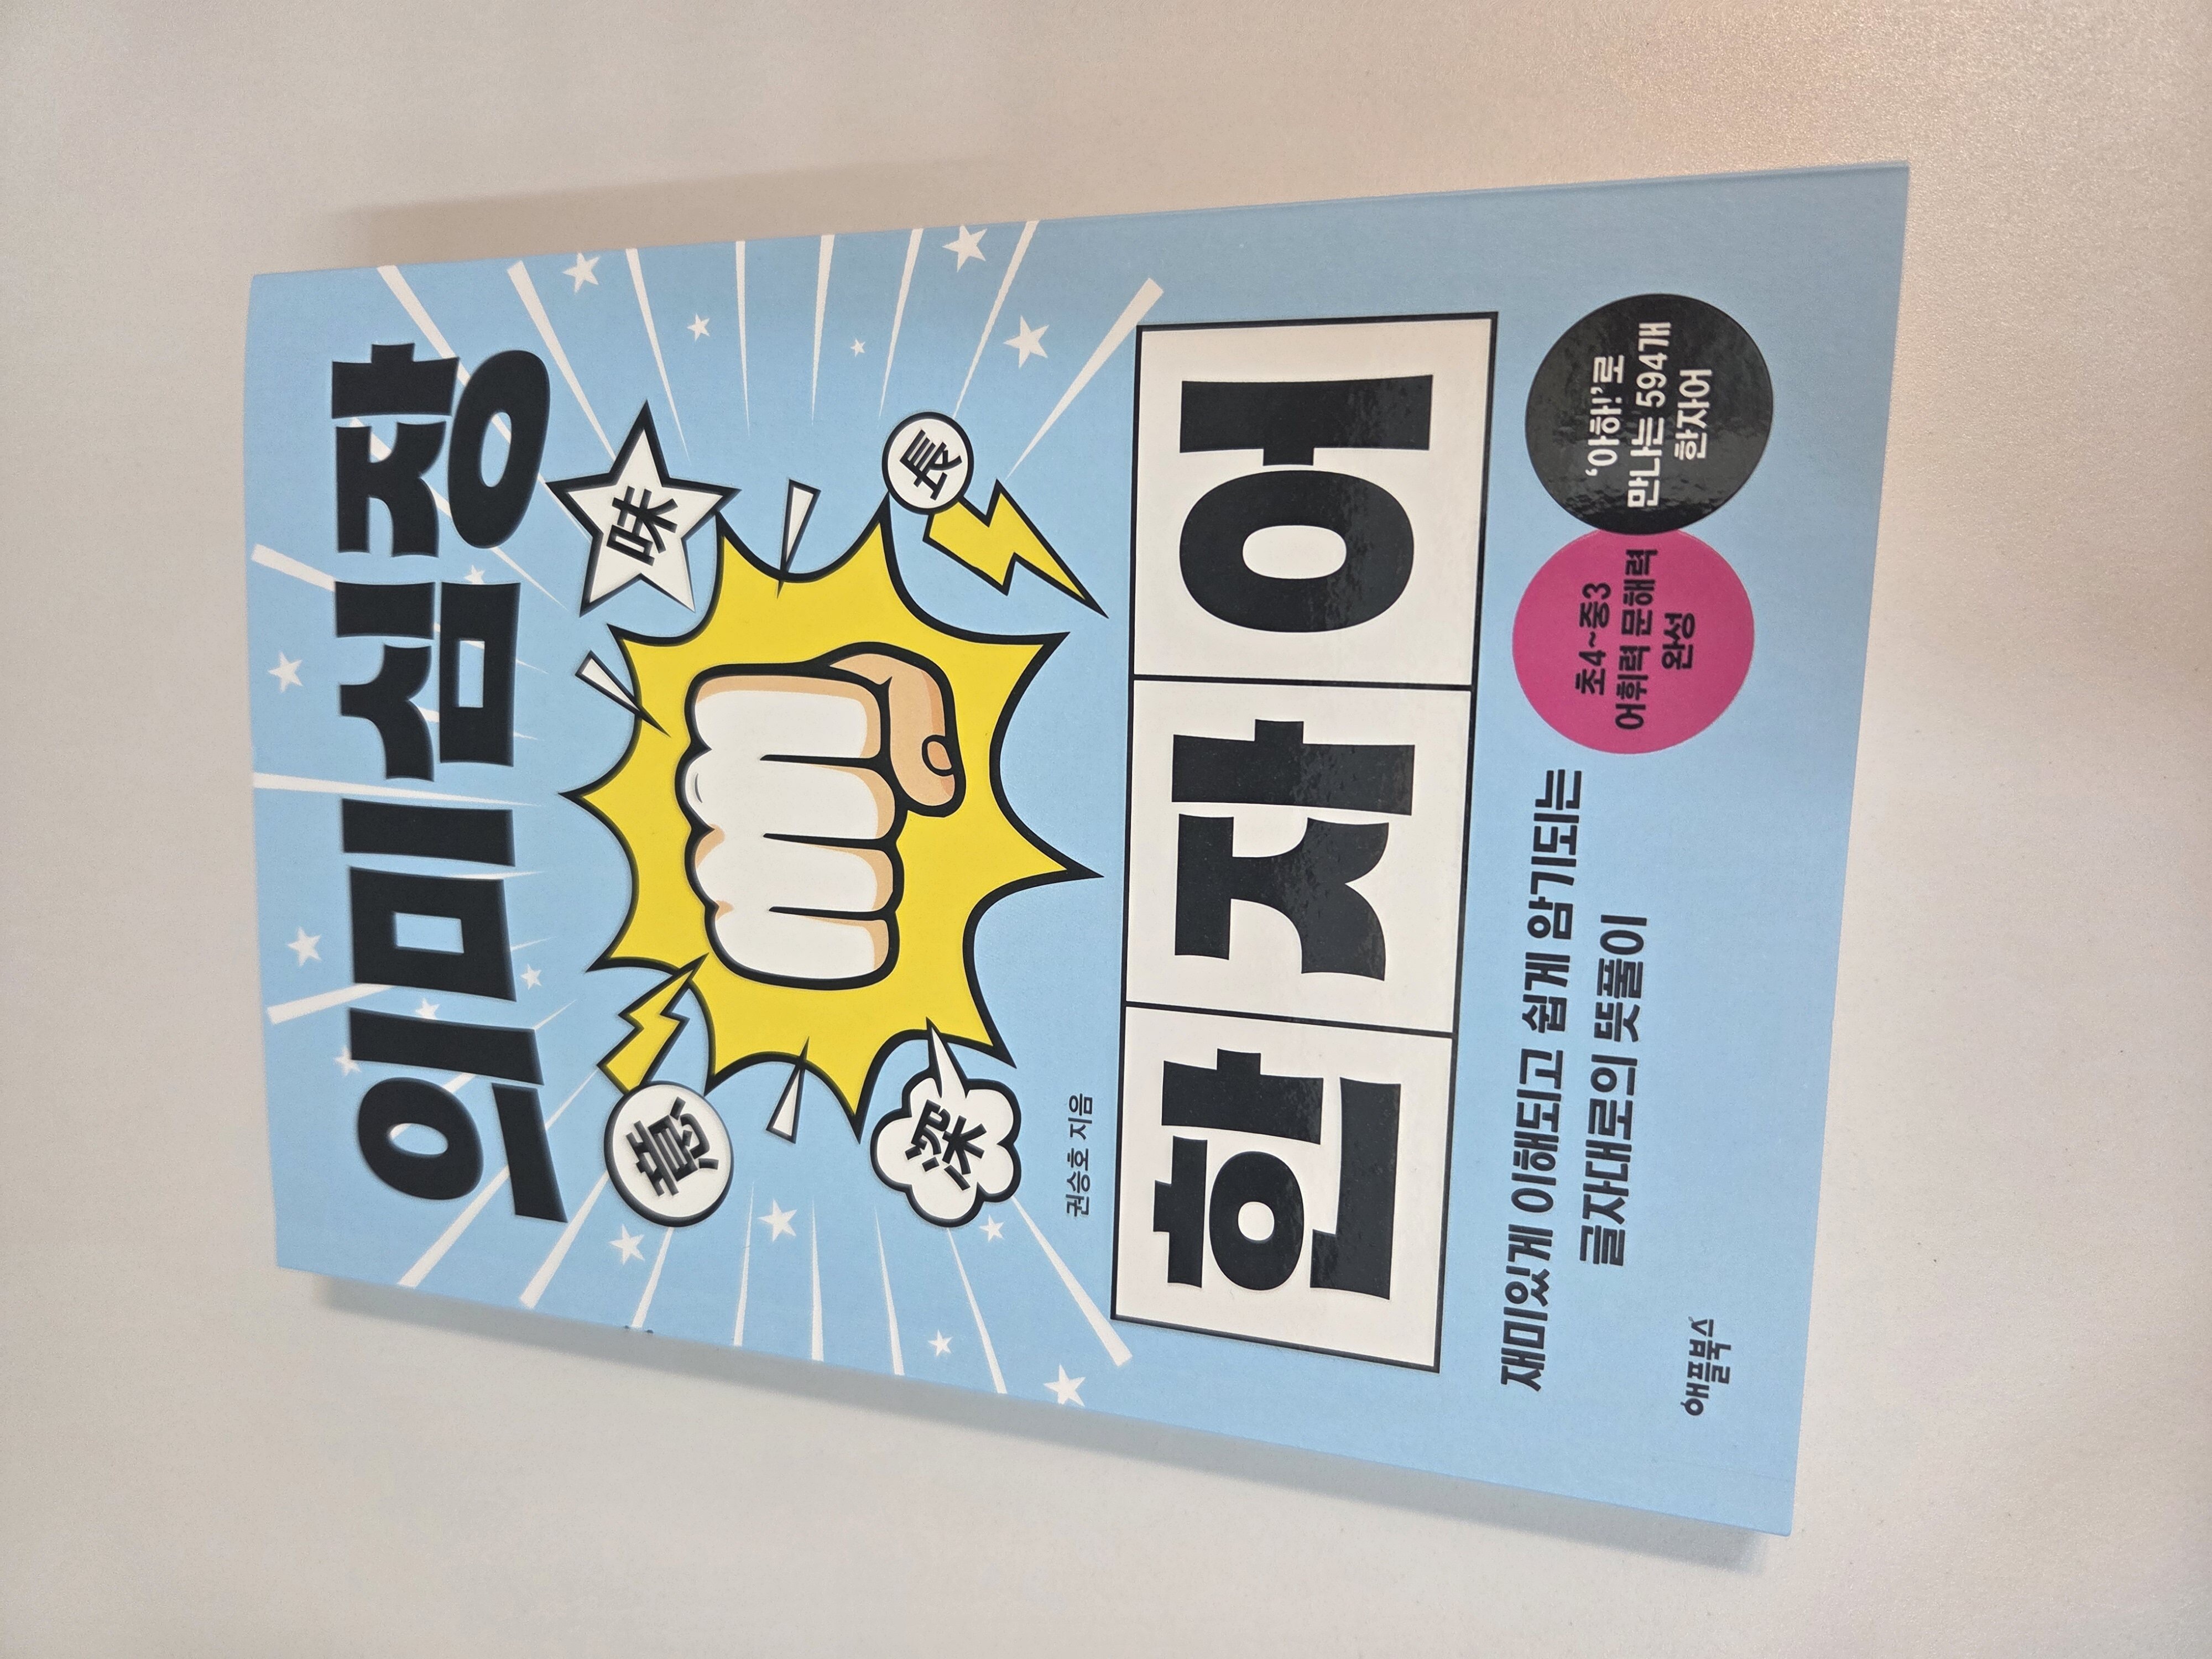 의미심장
意
味
深
長
권승호 지음
한자어
재미있게 이해되고 쉽게 암기되는
글자대로의 뜻풀이
초4~중3
어휘력 문해력
완성
‘아하!’로
만나는 594개
한자어
애플북스